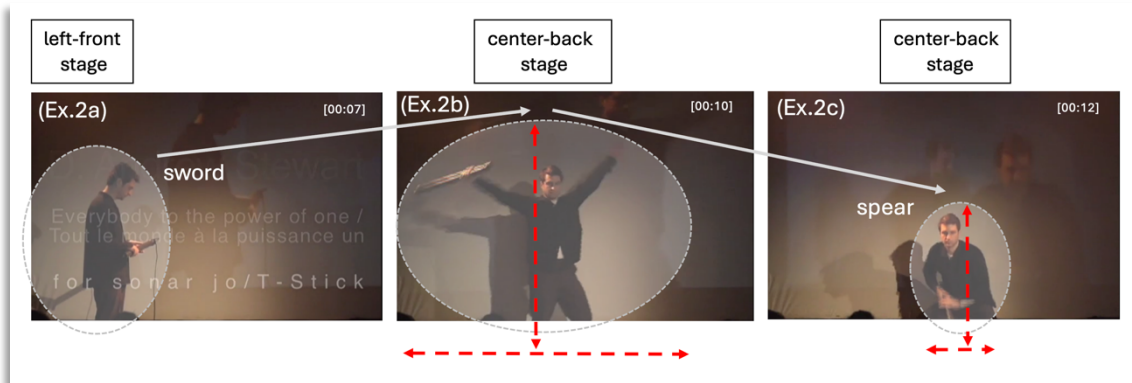 left-front
stage
center-back
stage
center-back
stage
(Ex.2a)
[00:07]
(Ex.2b)
[00:10]
(Ex.2c)
[00:12]
Stewart
sword
spear
Everybody to the power of one /
Tout le monde à la puissance un
for sonar jo/T-Stick